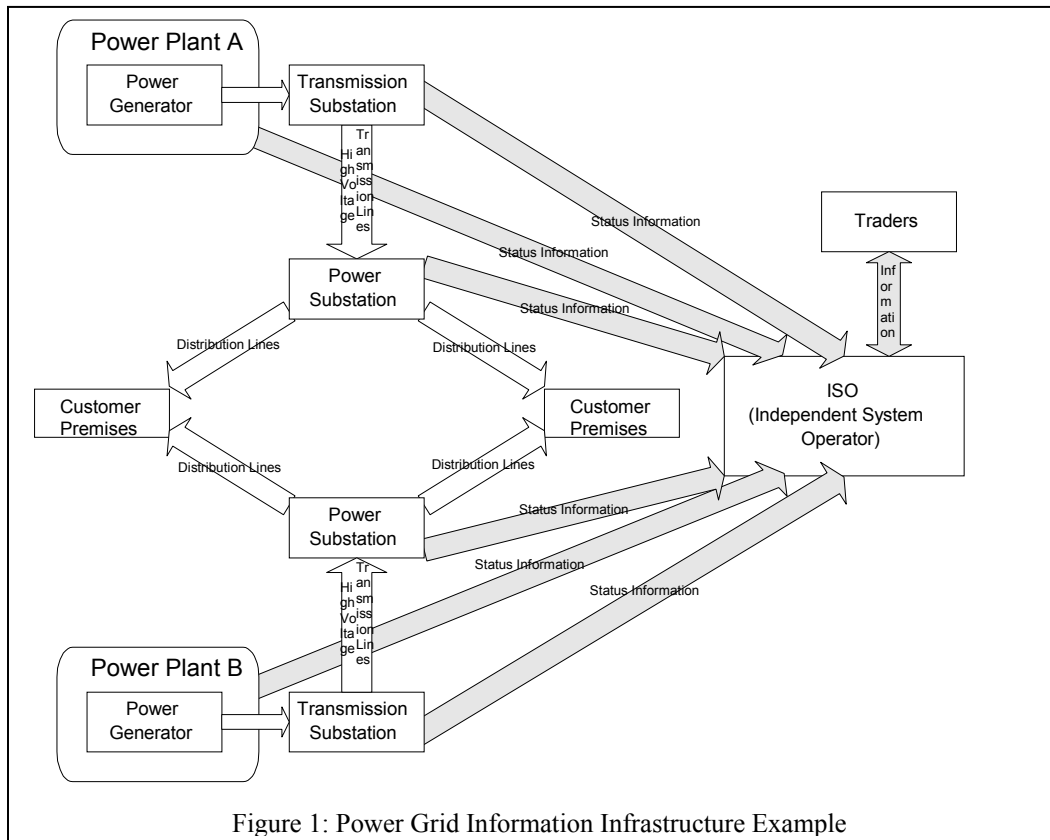 Power Plant A
Power
Generator
Transmission
Substation
High Voltage
Transmission Lines
Status Information
Status Information
Traders
Information
Power
Substation
Status Information
Distribution Lines
Distribution Lines
Customer
Premises
Customer
Premises
ISO
(Independent System
Operator)
Distribution Lines
Distribution Lines
Power
Substation
Status Information
Status Information
Status Information
High Voltage
Transmission Lines
Power Plant B
Power
Generator
Transmission
Substation
Figure 1: Power Grid Information Infrastructure Example